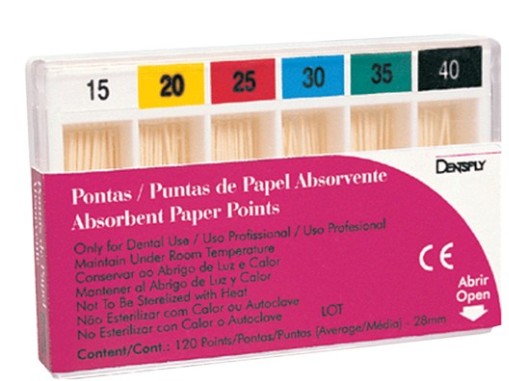 15 20 25 30 35 40
DENTSPLY
Pontas / Puntas de Papel Absorvente
Absorbent Paper Points
Only for Dental Use / Uso Profissional / Uso Profesional
Maintain Under Room Temperature
Conservar ao Abrigo de Luz e Calor
Mantener al Abrigo de Luz y Calor
Not To Be Sterelized with Heat
Não Esterilizar com Calor ou Autoclave
No Esterilizar con Calor o Autoclave
LOT
Content/Cont.: 120 Points/Pontas/Puntas (Average/Média) - 28mm
CE
Abrir
Open